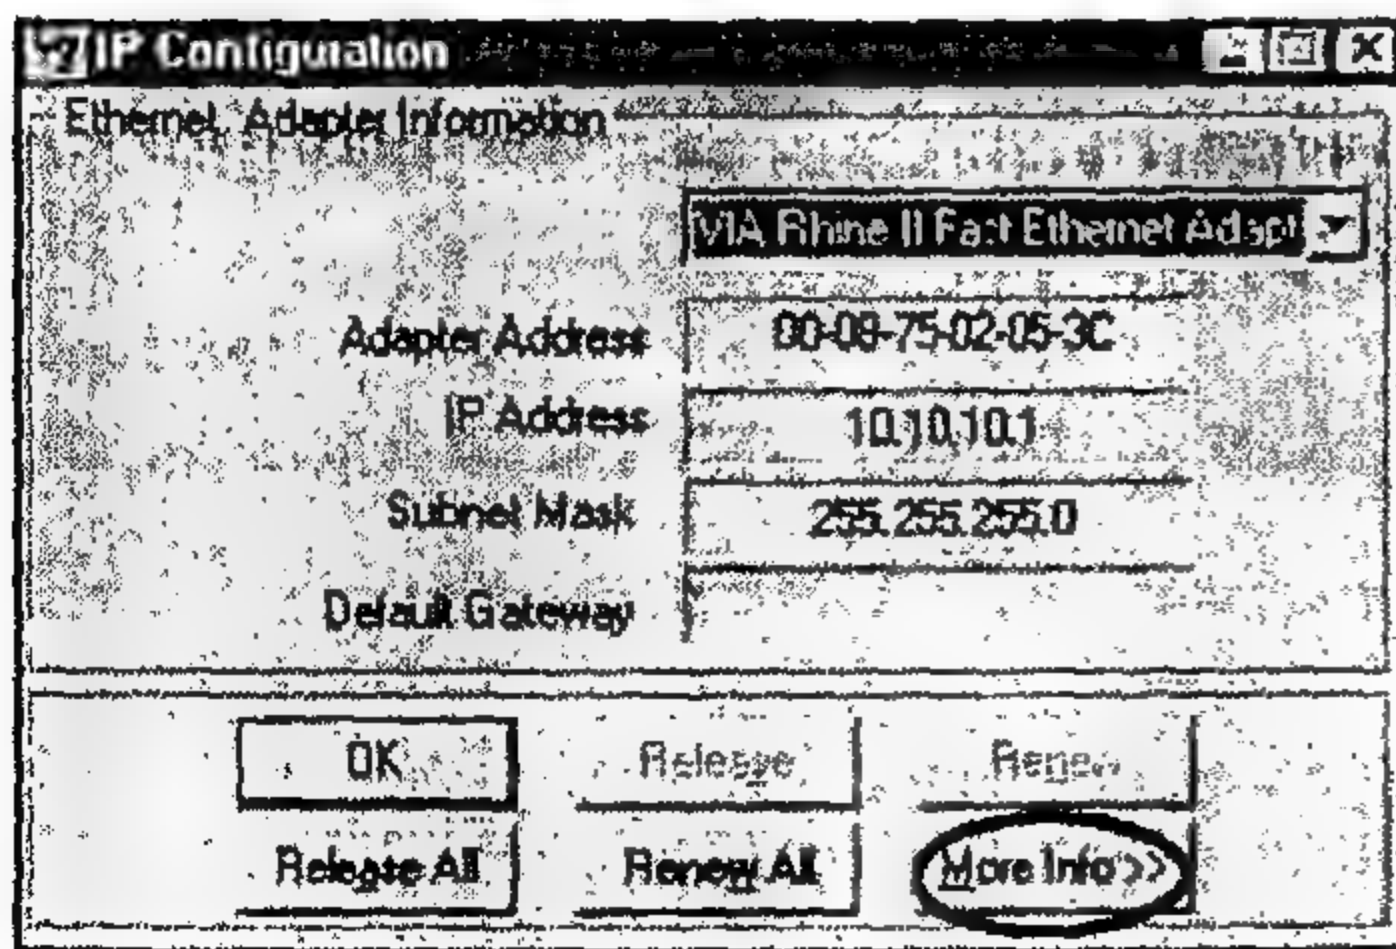 IP Configuration
Ethernet Adapter Information
VIA Rhine II Fast Ethernet Adapt
Adapter Address 00-08-75-02-05-3C
IP Address 10.10.10.1
Subnet Mask 255.255.255.0
Default Gateway
OK Release Renew
Release All Renew All More Info >>